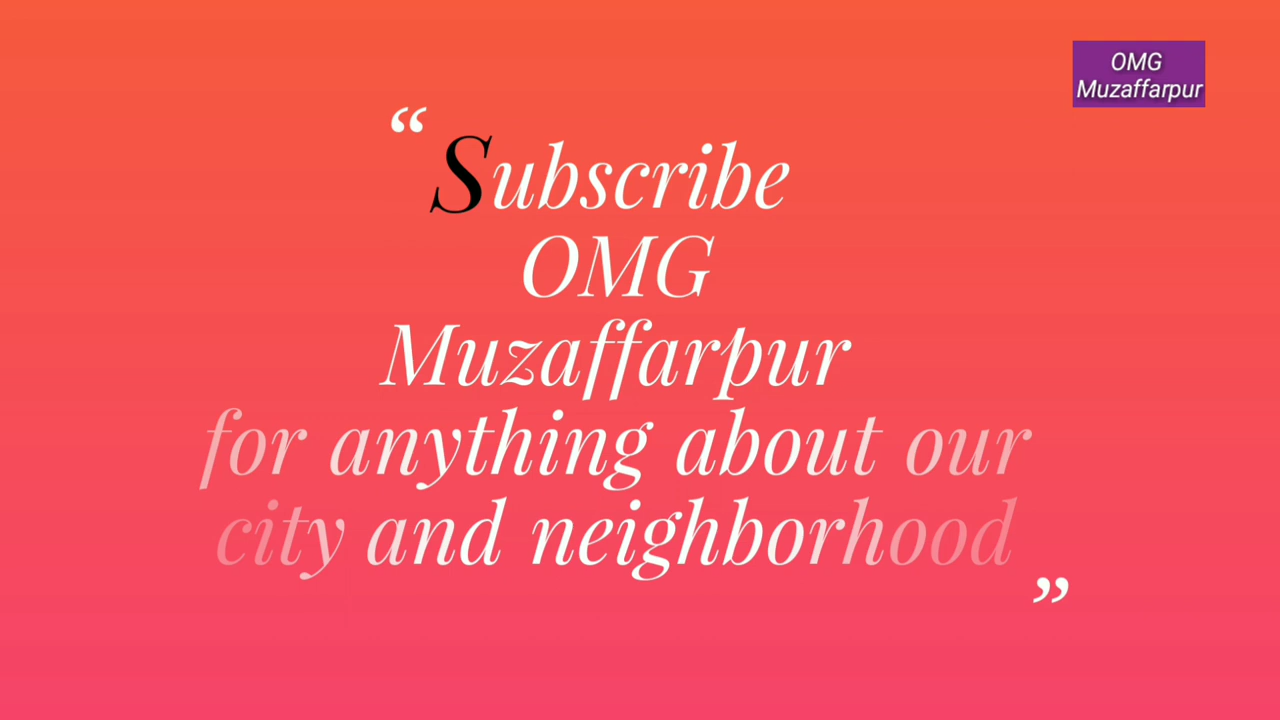 OMG
Muzaffarpur
“Subscribe
OMG
Muzaffarpur
for anything about our
city and neighborhood”